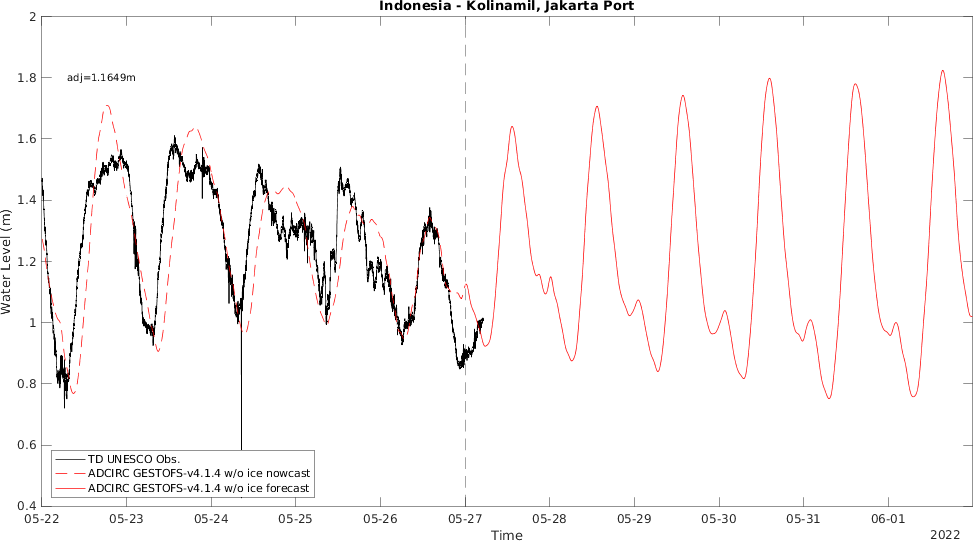 Indonesia - Kolinamil, Jakarta Port
2
1.8
1.6
1.4
1.2
1
0.8
0.6
0.4
Water Level (m)
adj=1.1649m
TD UNESCO Obs.
ADCIRC GESTOFS-v4.1.4 w/o ice nowcast
ADCIRC GESTOFS-v4.1.4 w/o ice forecast
05-22 05-23 05-24 05-25 05-26 05-27 05-28 05-29 05-30 05-31 06-01
Time
2022